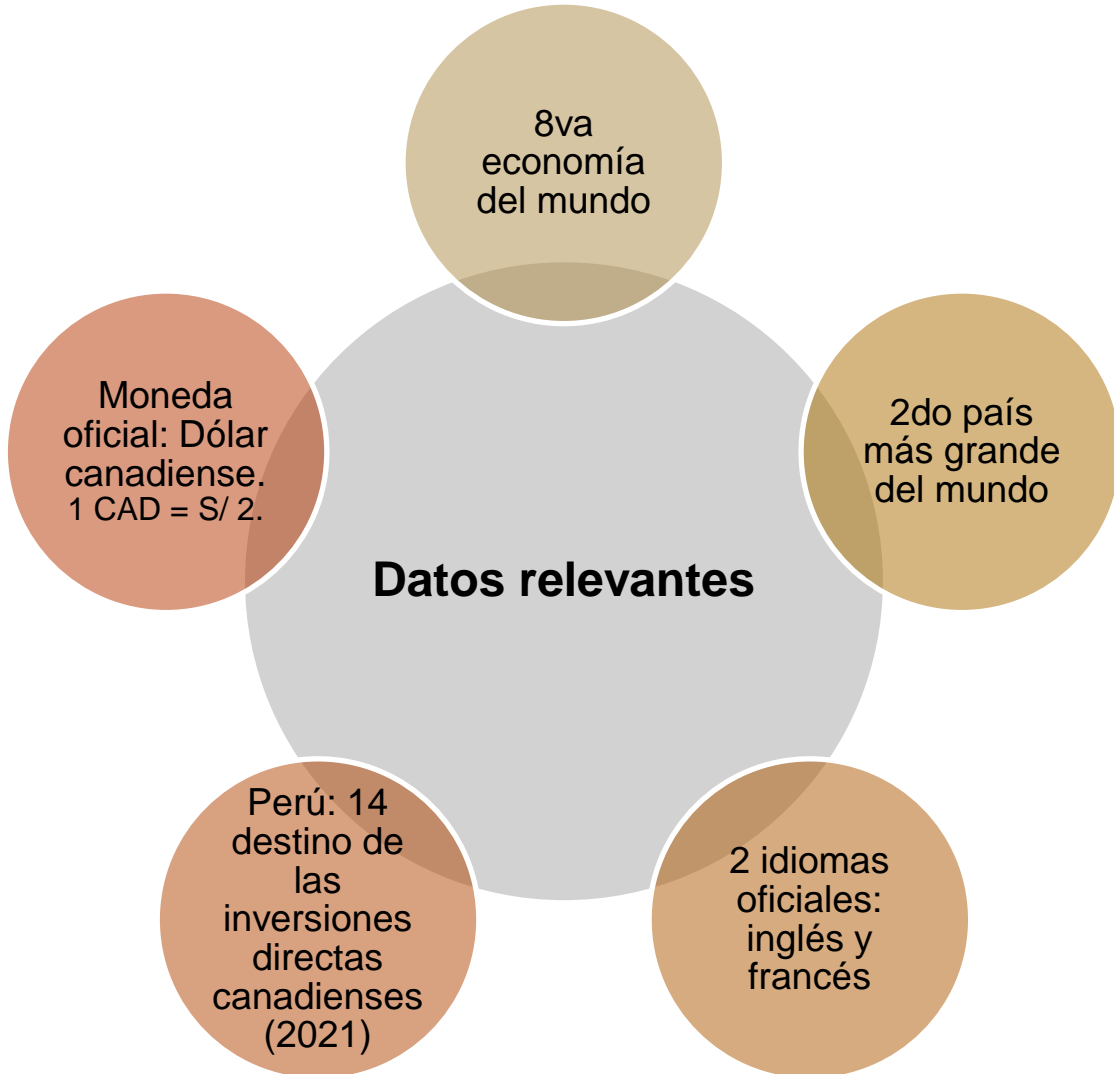 8va
economía
del mundo
2do país
más grande
del mundo
2 idiomas
oficiales:
inglés y
francés
Perú: 14
destino de
las
inversiones
directas
canadienses
(2021)
Moneda
oficial: Dólar
canadiense.
1 CAD = S/ 2.
Datos relevantes